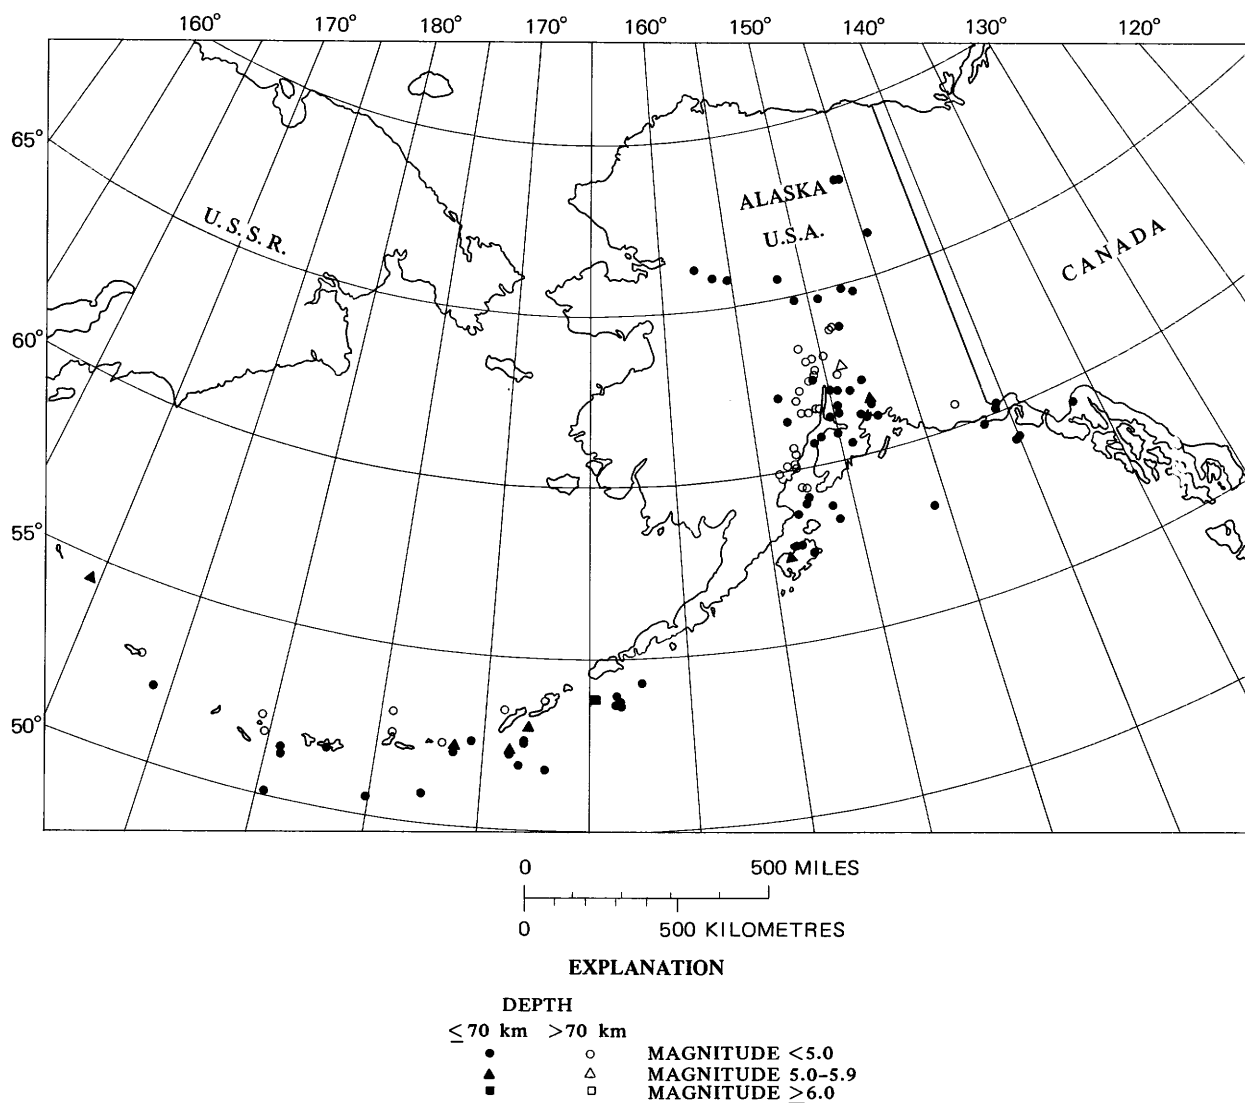 160° 170° 180° 170° 160° 150° 140° 130° 120°
65°
ALASKA
U.S.S.R.
U.S.A.
CANADA
60°
55°
50°
0 500 MILES
0 500 KILOMETRES
EXPLANATION
DEPTH
≤70 km >70 km
MAGNITUDE <5.0
MAGNITUDE 5.0–5.9
MAGNITUDE ≥6.0